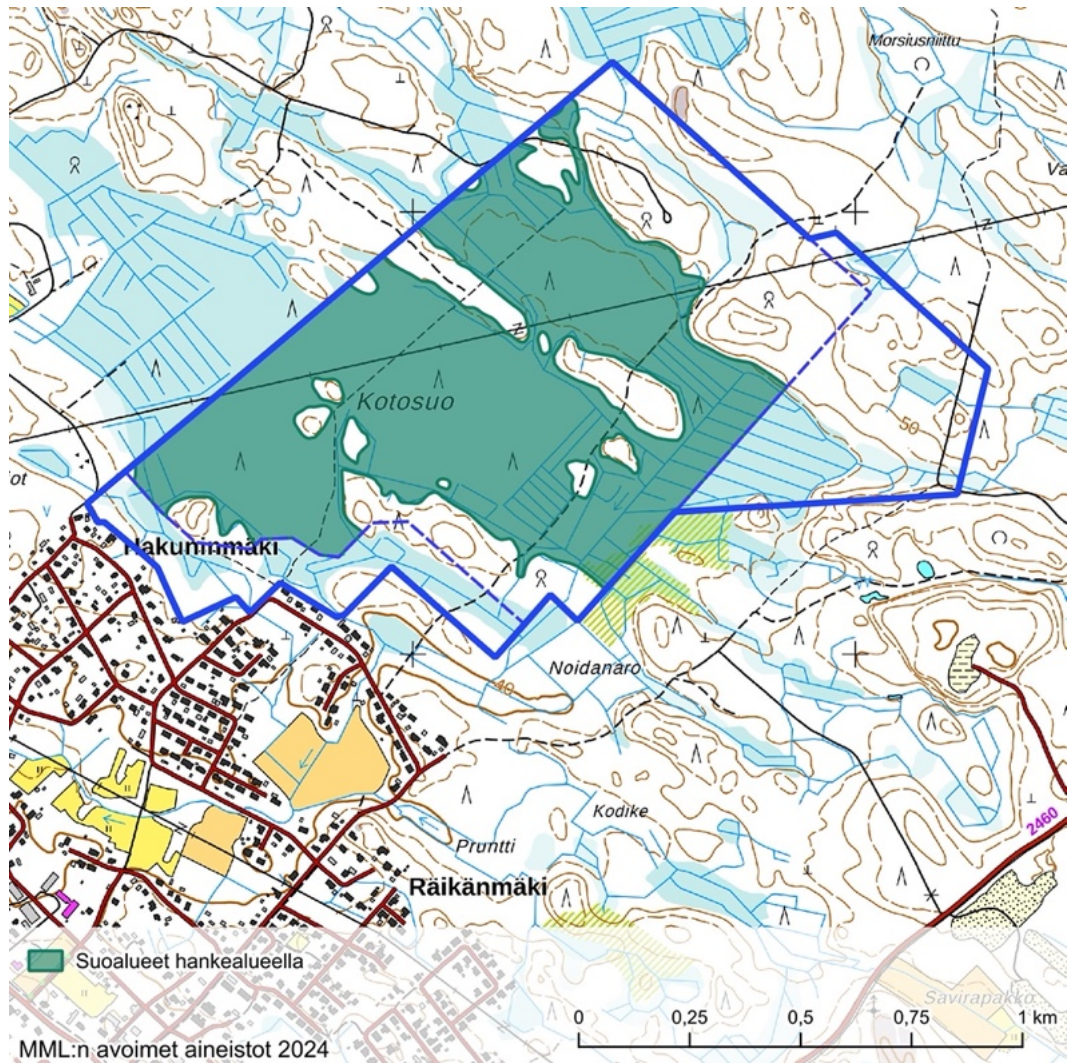 Morsiusniittu
Kotosuo
50
Hakuninmäki
Noidanaro
40
Kodike
2460
Pruntti
Räikänmäki
Suoalueet hankealueella
Savirapakko
0 0,25 0,5 0,75 1 km
MML:n avoimet aineistot 2024